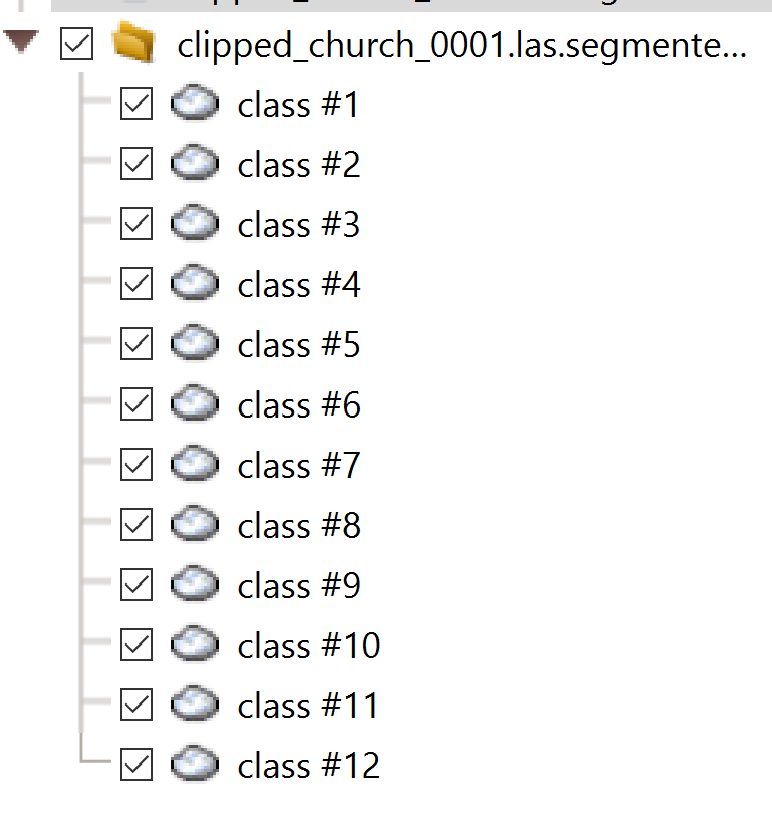 clipped_church_0001.las.segmente...
class #1
class #2
class #3
class #4
class #5
class #6
class #7
class #8
class #9
class #10
class #11
class #12